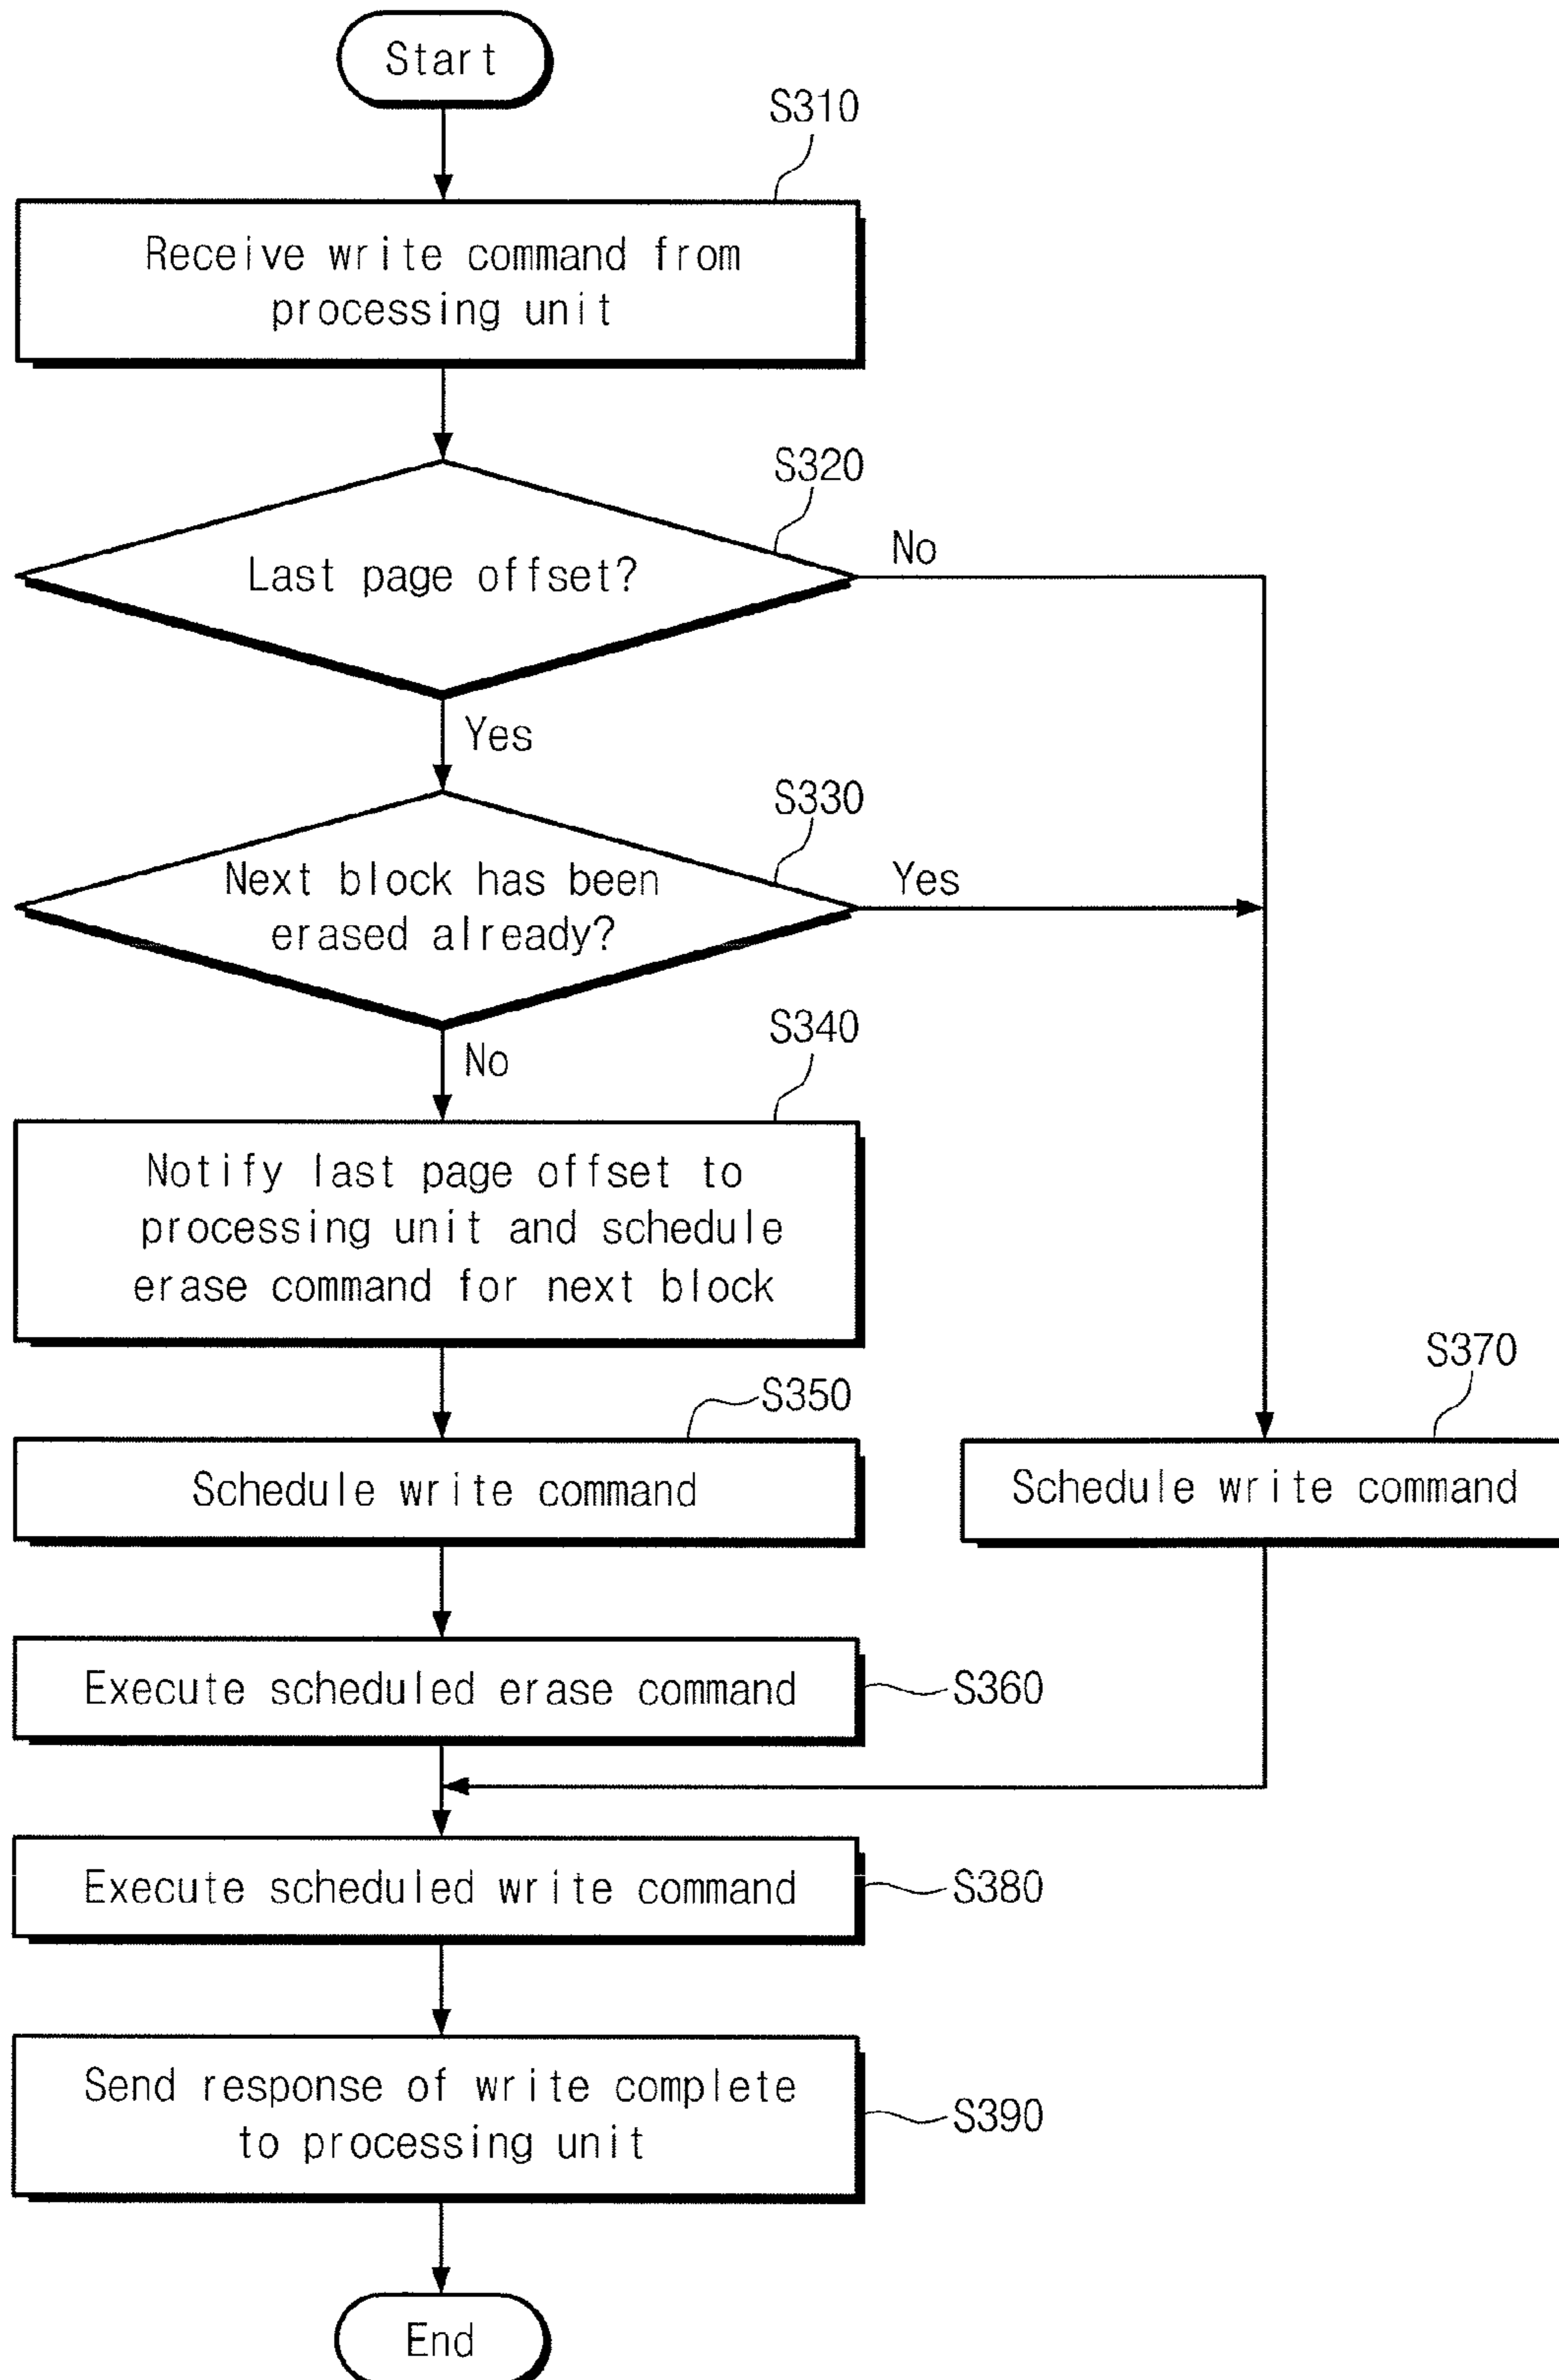 Start
S310
Receive write command from
processing unit
S320
Last page offset?
No
Yes
S330
Next block has been
erased already?
Yes
No
S340
Notify last page offset to
processing unit and schedule
erase command for next block
S350
Schedule write command
S370
Schedule write command
Execute scheduled erase command
S360
Execute scheduled write command
S380
Send response of write complete
to processing unit
S390
End